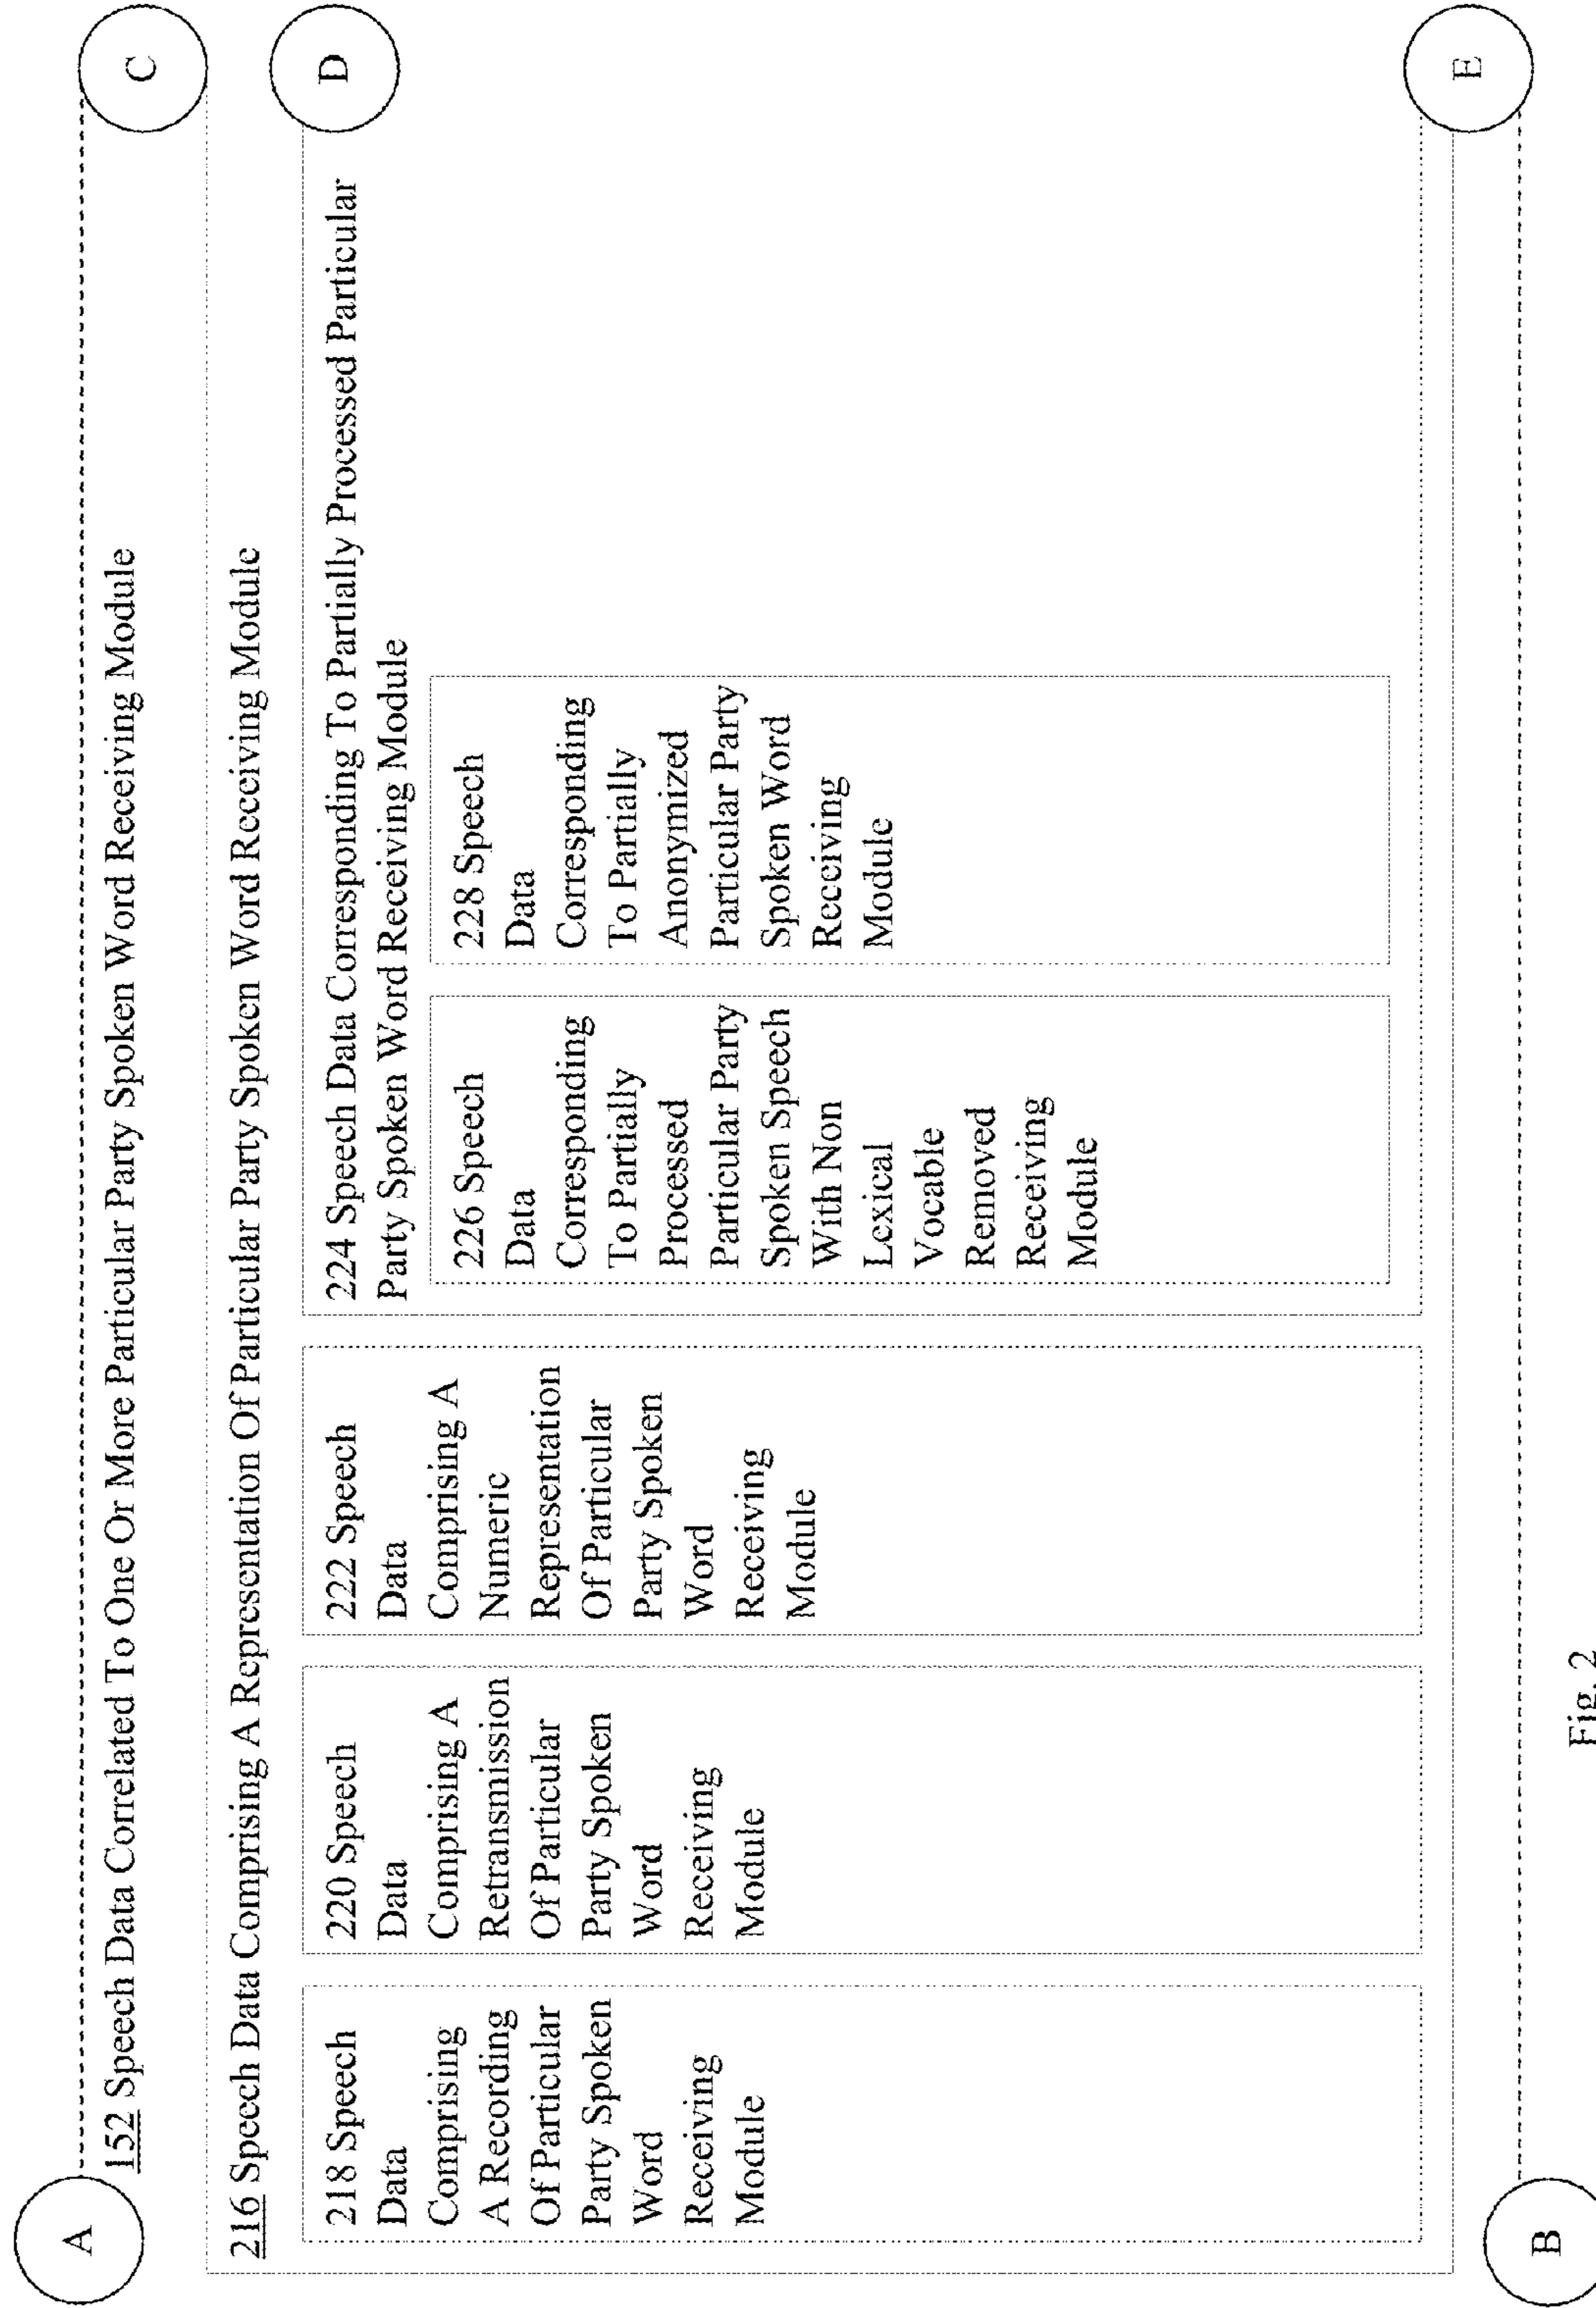 A
C
152 Speech Data Correlated To One Or More Particular Party Spoken Word Receiving Module
216 Speech Data Comprising A Representation Of Particular Party Spoken Word Receiving Module
D
218 Speech
Data
Comprising
A Recording
Of Particular
Party Spoken
Word
Receiving
Module
220 Speech
Data
Comprising A
Retransmission
Of Particular
Party Spoken
Word
Receiving
Module
222 Speech
Data
Comprising A
Numeric
Representation
Of Particular
Party Spoken
Word
Receiving
Module
224 Speech Data Corresponding To Partially Processed Particular
Party Spoken Word Receiving Module
226 Speech
Data
Corresponding
To Partially
Processed
Particular Party
Spoken Speech
With Non
Lexical
Vocable
Removed
Receiving
Module
228 Speech
Data
Corresponding
To Partially
Anonymized
Particular Party
Spoken Word
Receiving
Module
B
E
Fig. 2